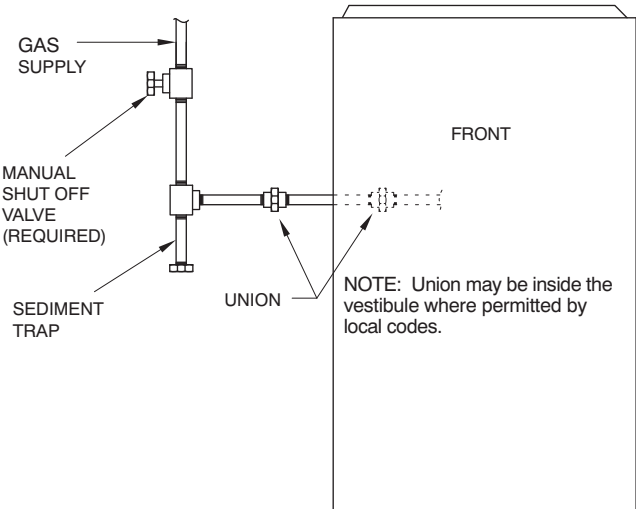 GAS
SUPPLY
FRONT
MANUAL
SHUT OFF
VALVE
(REQUIRED)
SEDIMENT
TRAP
UNION
NOTE:  Union may be inside the
vestibule where permitted by
local codes.